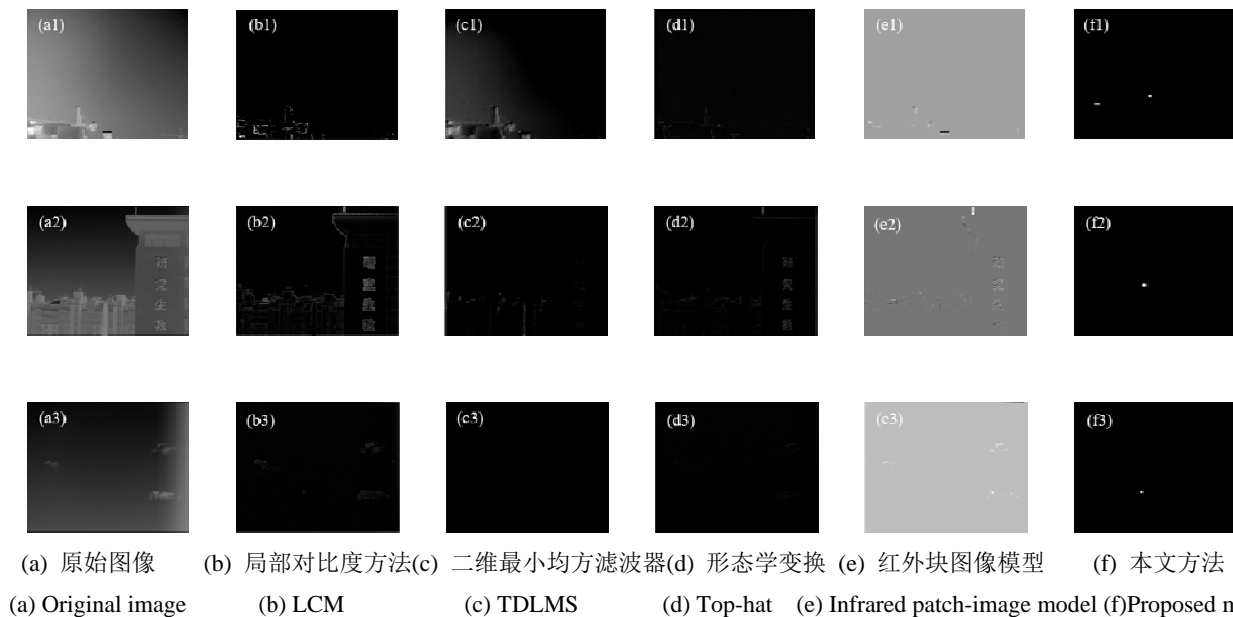 (a1) (b1) (c1) (d1) (e1) (f1)
(a2) (b2) (c2) (d2) (e2) (f2)
(a3) (b3) (c3) (d3) (e3) (f3)
(a) 原始图像 (b) 局部对比度方法(c) 二维最小均方滤波器(d) 形态学变换 (e) 红外块图像模型 (f) 本文方法
(a) Original image (b) LCM (c) TDLMS (d) Top-hat (e) Infrared patch-image model (f)Proposed m